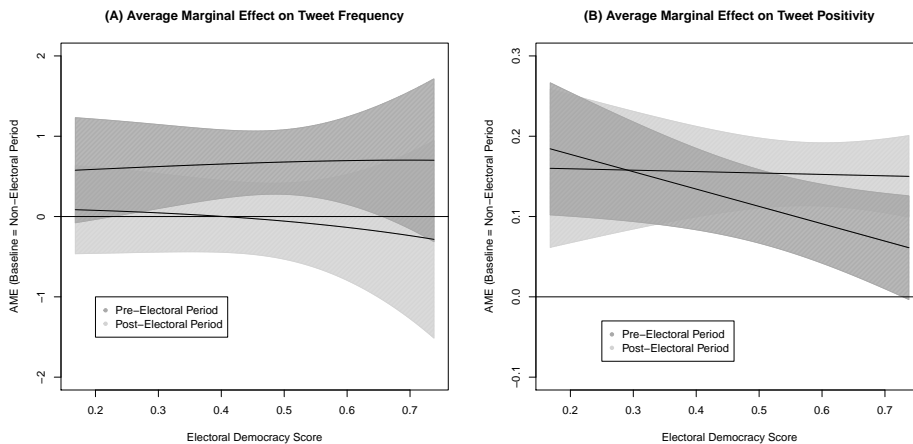 (A) Average Marginal Effect on Tweet Frequency
AME (Baseline = Non−Electoral Period)
2
1
0
−1
−2
Pre−Electoral Period
Post−Electoral Period
0.2 0.3 0.4 0.5 0.6 0.7
Electoral Democracy Score
(B) Average Marginal Effect on Tweet Positivity
AME (Baseline = Non−Electoral Period)
0.3
0.2
0.1
0.0
−0.1
Pre−Electoral Period
Post−Electoral Period
0.2 0.3 0.4 0.5 0.6 0.7
Electoral Democracy Score